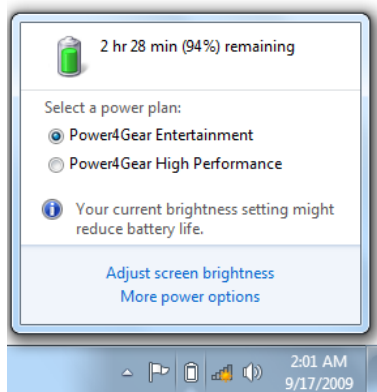 2 hr 28 min (94%) remaining
Select a power plan:
Power4Gear Entertainment
Power4Gear High Performance
Your current brightness setting might
reduce battery life.
Adjust screen brightness
More power options
2:01 AM
9/17/2009